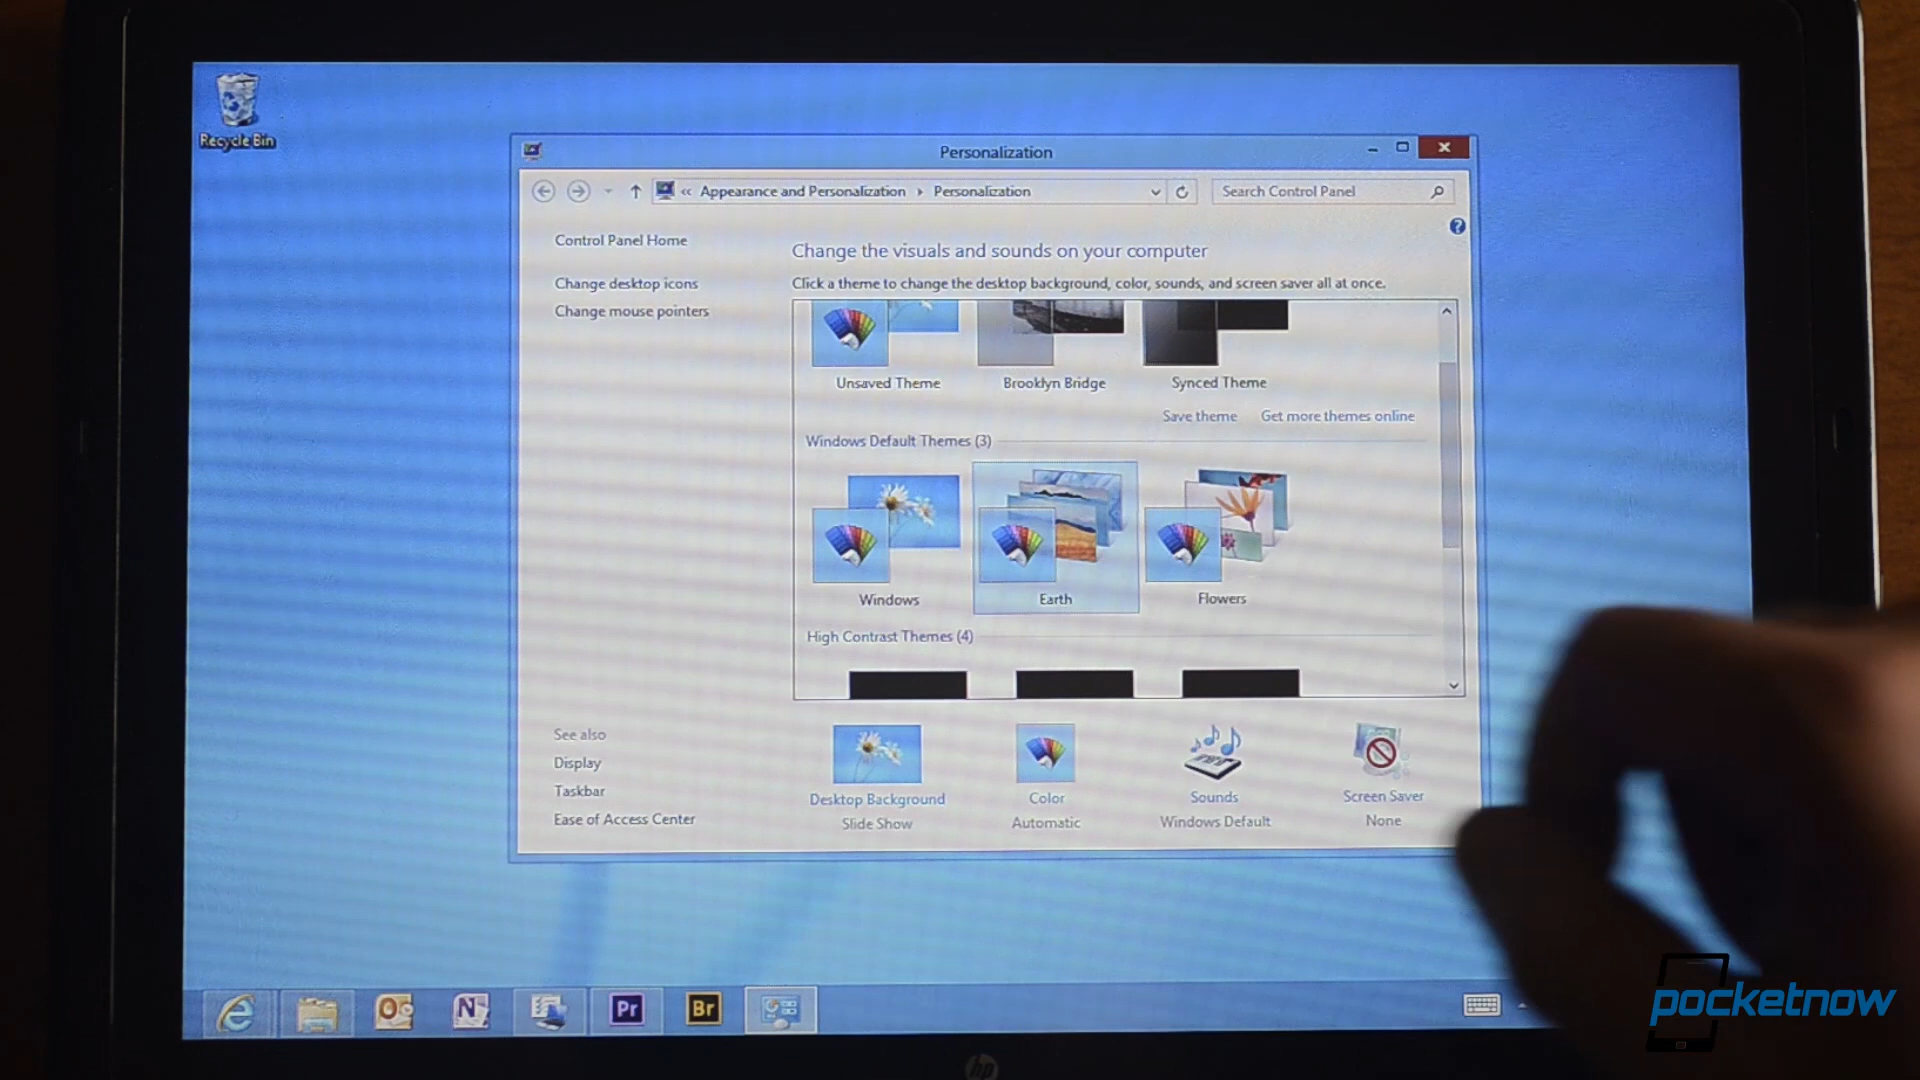 Recycle Bin
Personalization
« Appearance and Personalization › Personalization
Search Control Panel
?
Control Panel Home
Change desktop icons
Change mouse pointers
Change the visuals and sounds on your computer
Click a theme to change the desktop background, color, sounds, and screen saver all at once.
Unsaved Theme
Brooklyn Bridge
Synced Theme
Save theme
Get more themes online
Windows Default Themes (3)
Windows
Earth
Flowers
High Contrast Themes (4)
See also
Display
Taskbar
Ease of Access Center
Desktop Background
Slide Show
Color
Automatic
Sounds
Windows Default
Screen Saver
None
Pr
Br
hp
pocketnow